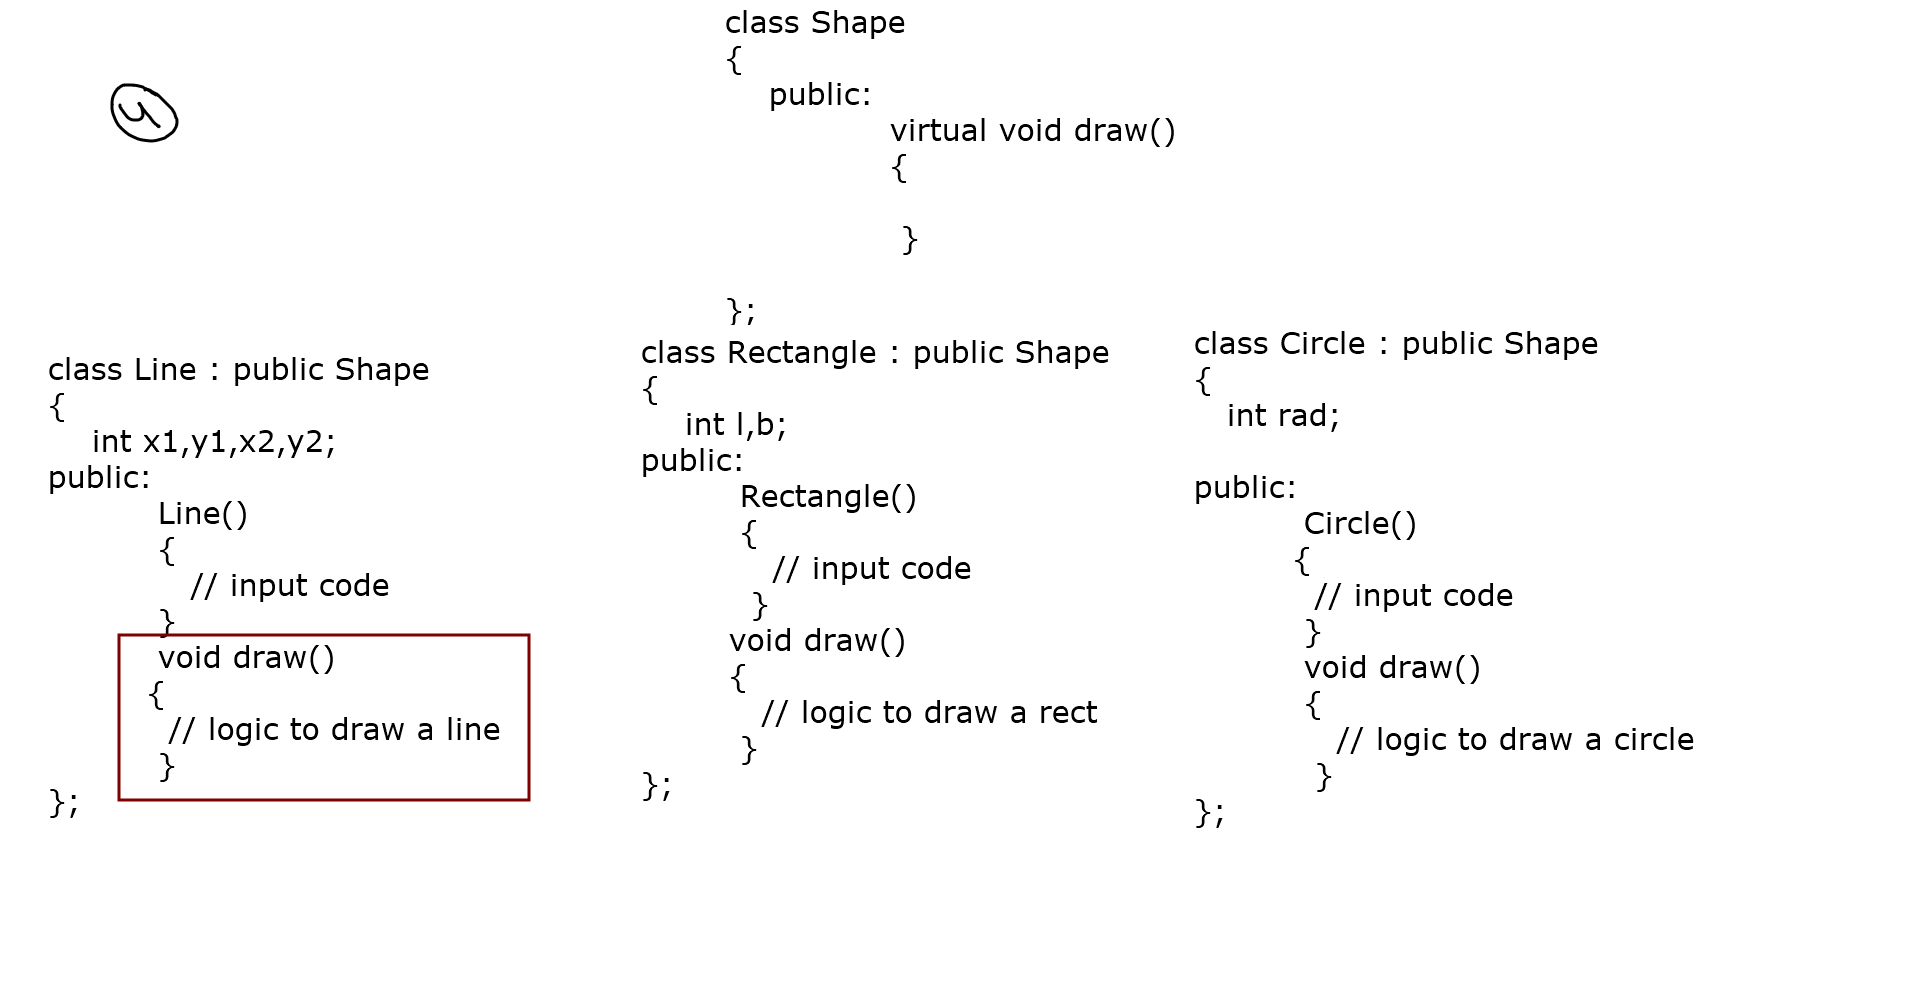 class Shape
{
public:
virtual void draw()
{
}
};
class Line : public Shape
{
int x1,y1,x2,y2;
public:
Line()
{
// input code
}
void draw()
{
// logic to draw a line
}
};
class Rectangle : public Shape
{
int l,b;
public:
Rectangle()
{
// input code
}
void draw()
{
// logic to draw a rect
}
};
class Circle : public Shape
{
int rad;
public:
Circle()
{
// input code
}
void draw()
{
// logic to draw a circle
}
};